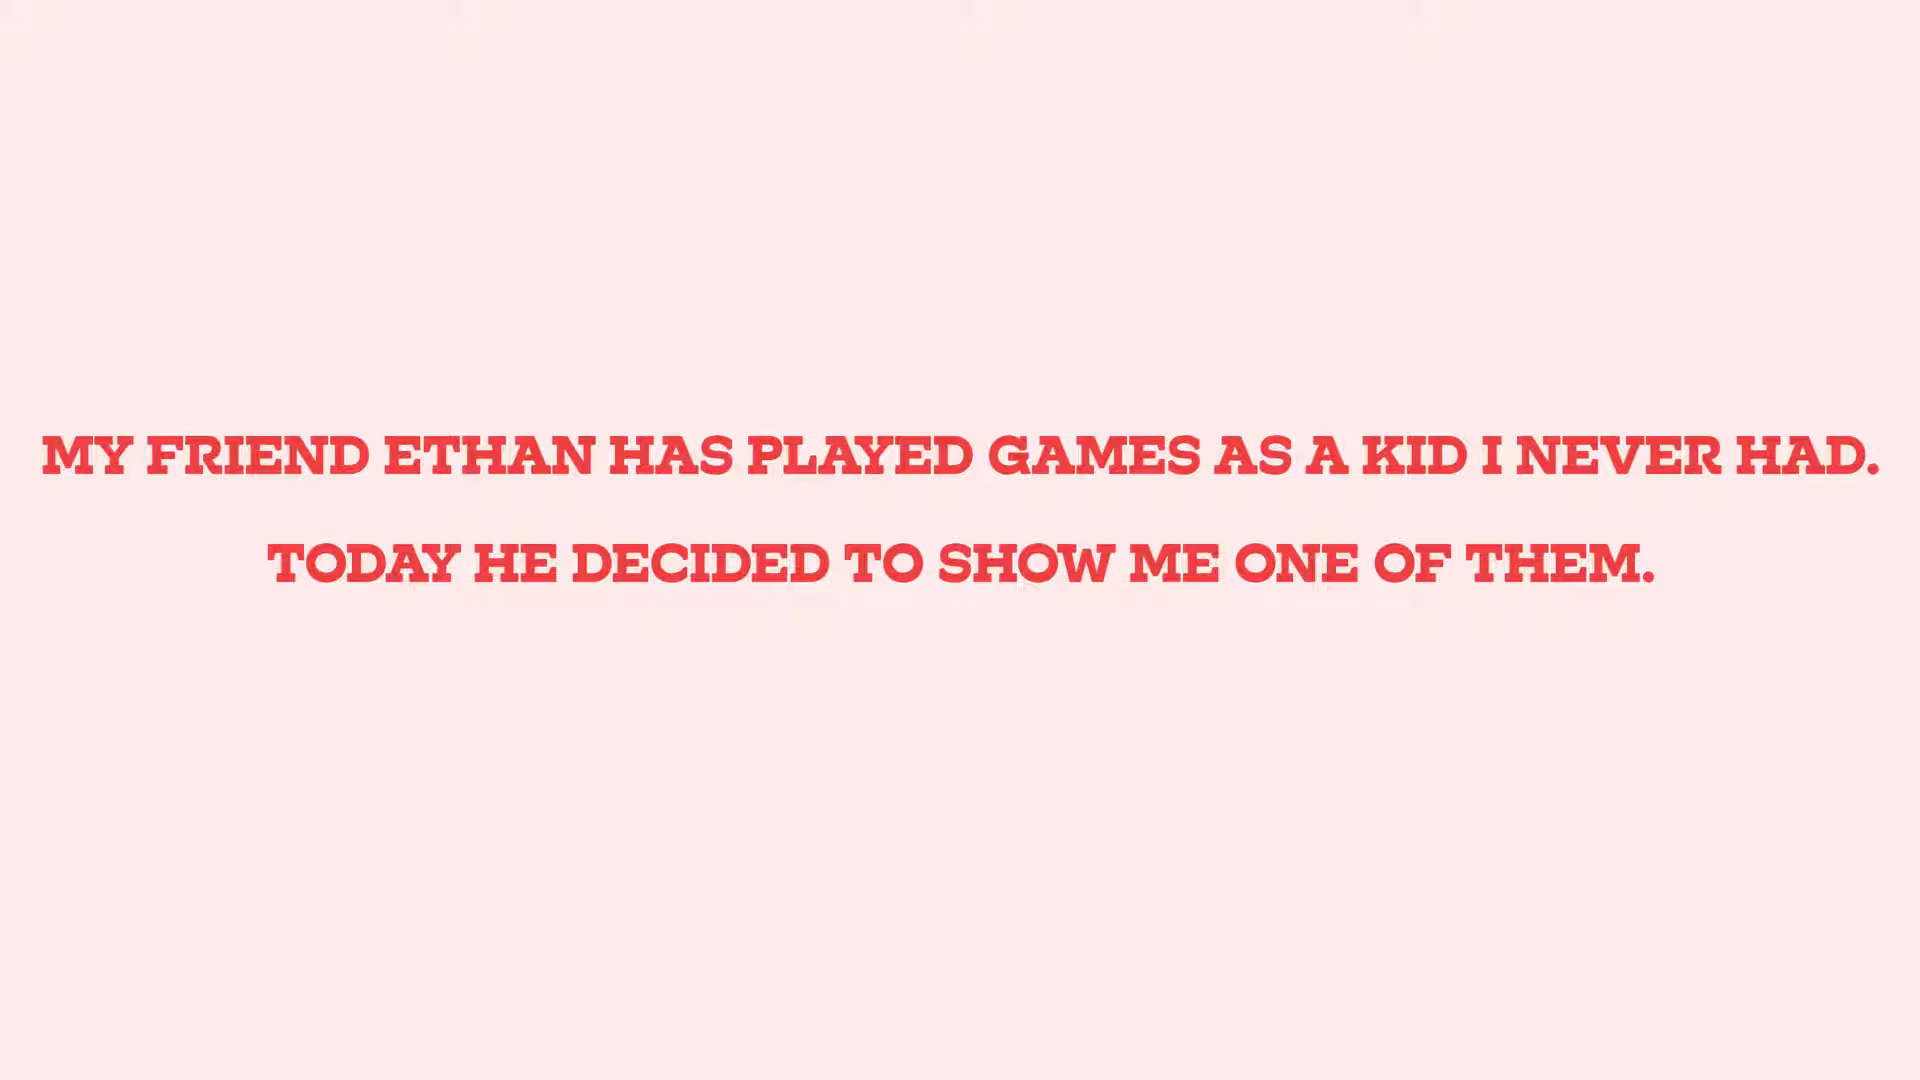 MY FRIEND ETHAN HAS PLAYED GAMES AS A KID I NEVER HAD.
TODAY HE DECIDED TO SHOW ME ONE OF THEM.